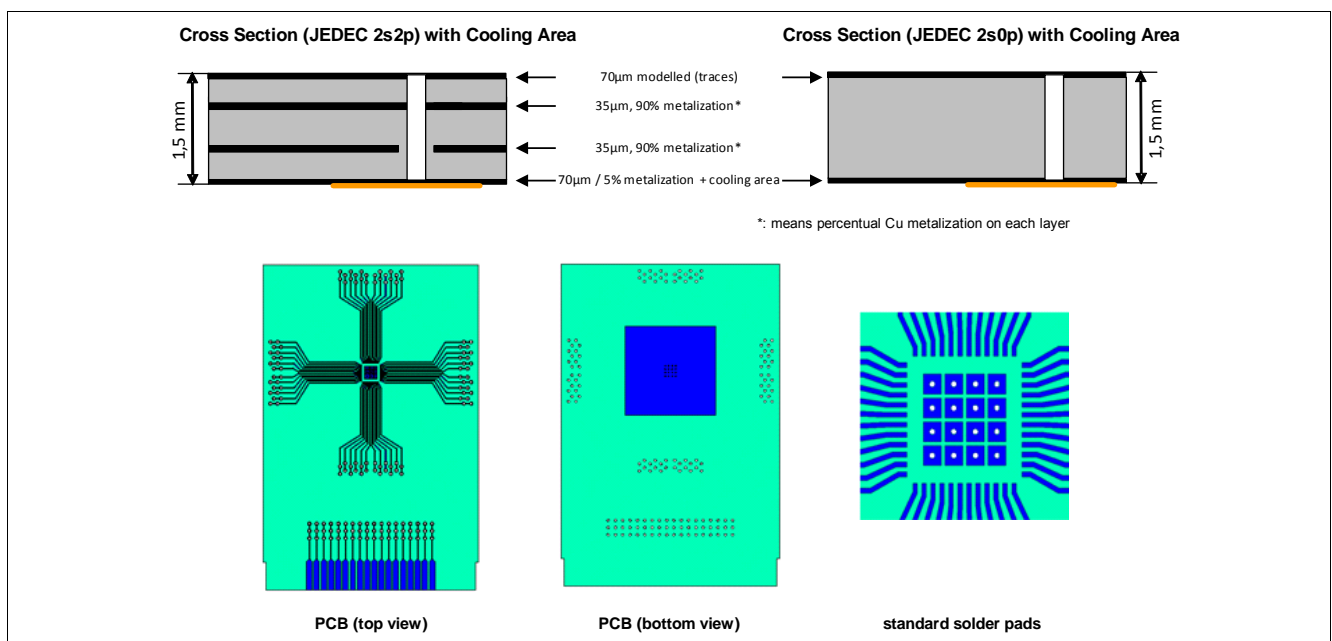 Cross Section (JEDEC 2s2p) with Cooling Area
Cross Section (JEDEC 2s0p) with Cooling Area
70µm modelled (traces)
35µm, 90% metalization*
1,5 mm
1,5 mm
35µm, 90% metalization*
70µm / 5% metalization + cooling area
*: means percentual Cu metalization on each layer
PCB (top view)
PCB (bottom view)
standard solder pads